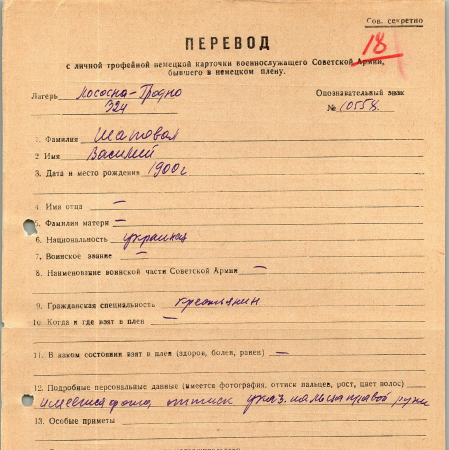 Сов. секретно
18
ПЕРЕВОД
с личной трофейной немецкой карточки военнослужащего Советской Армии,
бывшего в немецком плену.
Лагерь Лососна-Гродно
324
Опознавательный знак
№ 10558
1. Фамилия Шаповал
2 Имя Василий
3. Дата и место рождения 1900 г
4. Имя отца —
5. Фамилия матери —
6. Национальность украинец
7. Воинское звание —
8. Наименование воинской части Советской Армии —
9. Гражданская специальность крестьянин
10. Когда и где взят в плен —
11. В каком состоянии взят в плен (здоров, болен, ранен) —
12. Подробные персональные данные (имеется фотография, оттиск пальцев, рост, цвет волос)
имеется фото, оттиск указ. пальца правой руки
13. Особые приметы